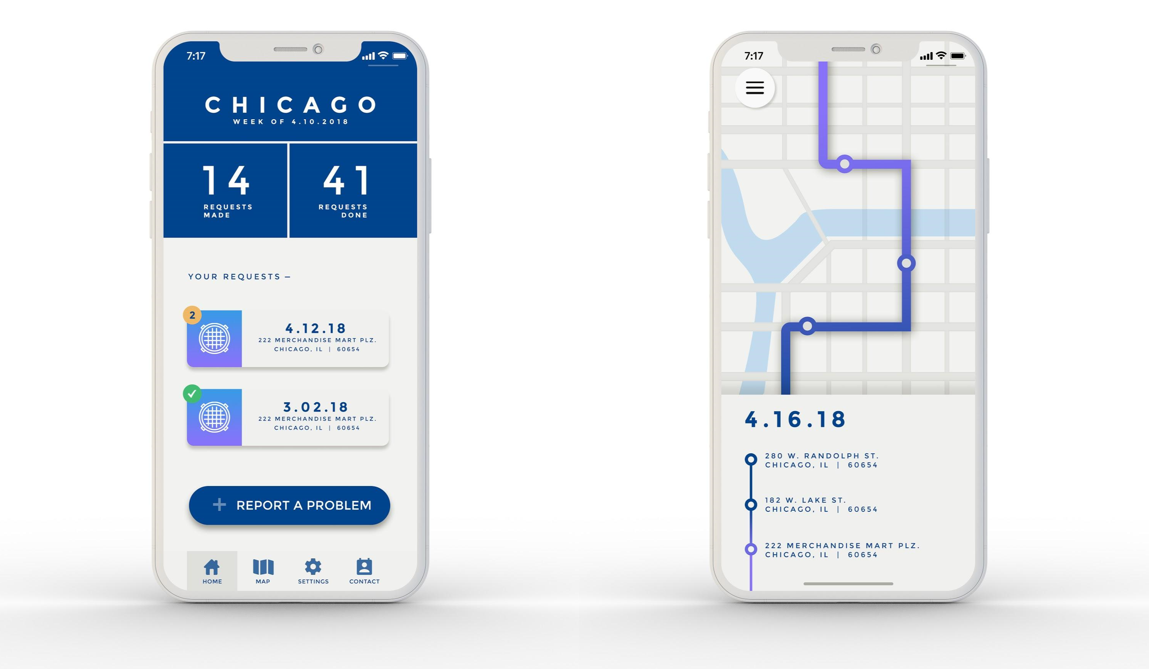 7:17
CHICAGO
WEEK OF 4.10.2018
14
REQUESTS
MADE
41
REQUESTS
DONE
YOUR REQUESTS –
2
4.12.18
222 MERCHANDISE MART PLZ.
CHICAGO, IL | 60654
3.02.18
222 MERCHANDISE MART PLZ.
CHICAGO, IL | 60654
+ REPORT A PROBLEM
HOME
MAP
SETTINGS
CONTACT
7:17
4.16.18
280 W. RANDOLPH ST.
CHICAGO, IL | 60654
182 W. LAKE ST.
CHICAGO, IL | 60654
222 MERCHANDISE MART PLZ.
CHICAGO, IL | 60654